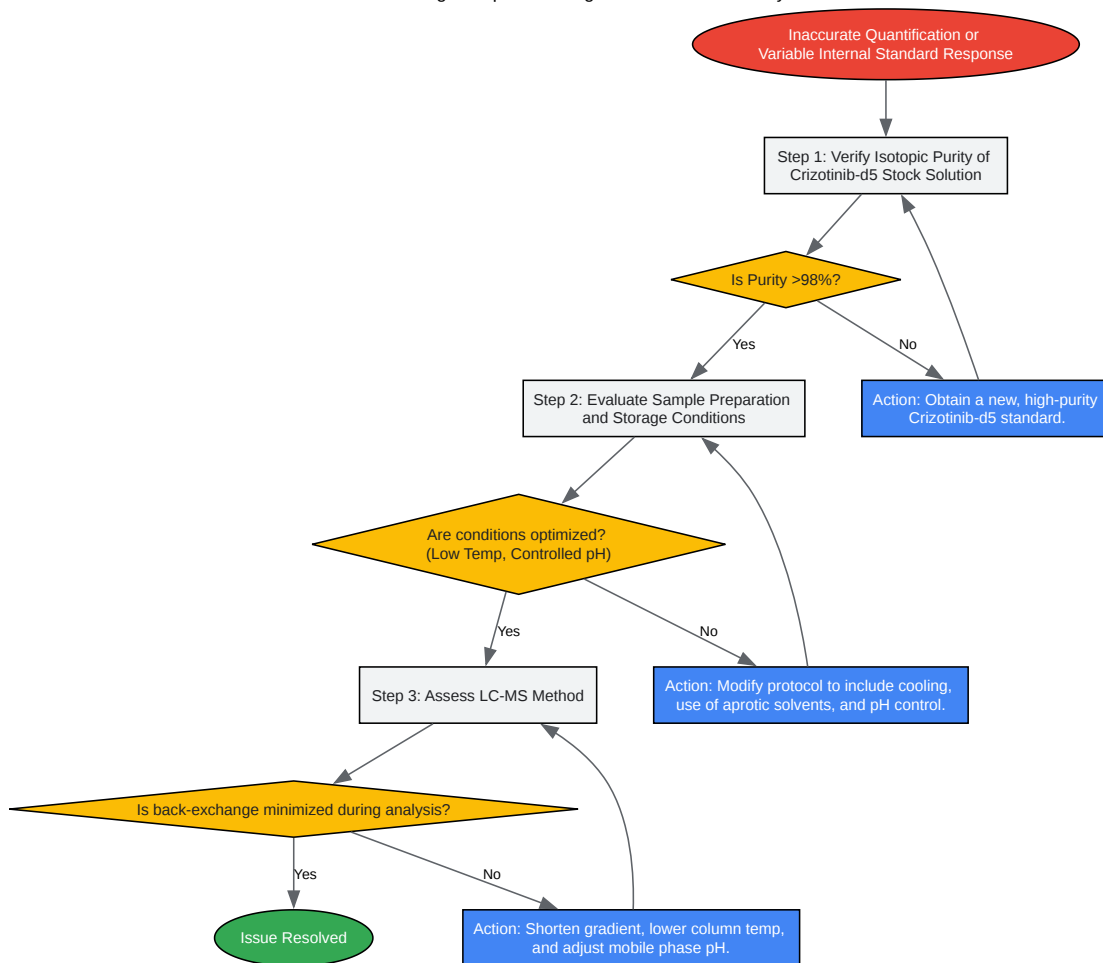 Inaccurate Quantification or
Variable Internal Standard Response
Step 1: Verify Isotopic Purity of
Crizotinib-d5 Stock Solution
Is Purity >98%?
Yes
No
Step 2: Evaluate Sample Preparation
and Storage Conditions
Action: Obtain a new, high-purity
Crizotinib-d5 standard.
Are conditions optimized?
(Low Temp, Controlled pH)
Yes
No
Step 3: Assess LC-MS Method
Action: Modify protocol to include cooling,
use of aprotic solvents, and pH control.
Is back-exchange minimized during analysis?
Yes
No
Issue Resolved
Action: Shorten gradient, lower column temp,
and adjust mobile phase pH.